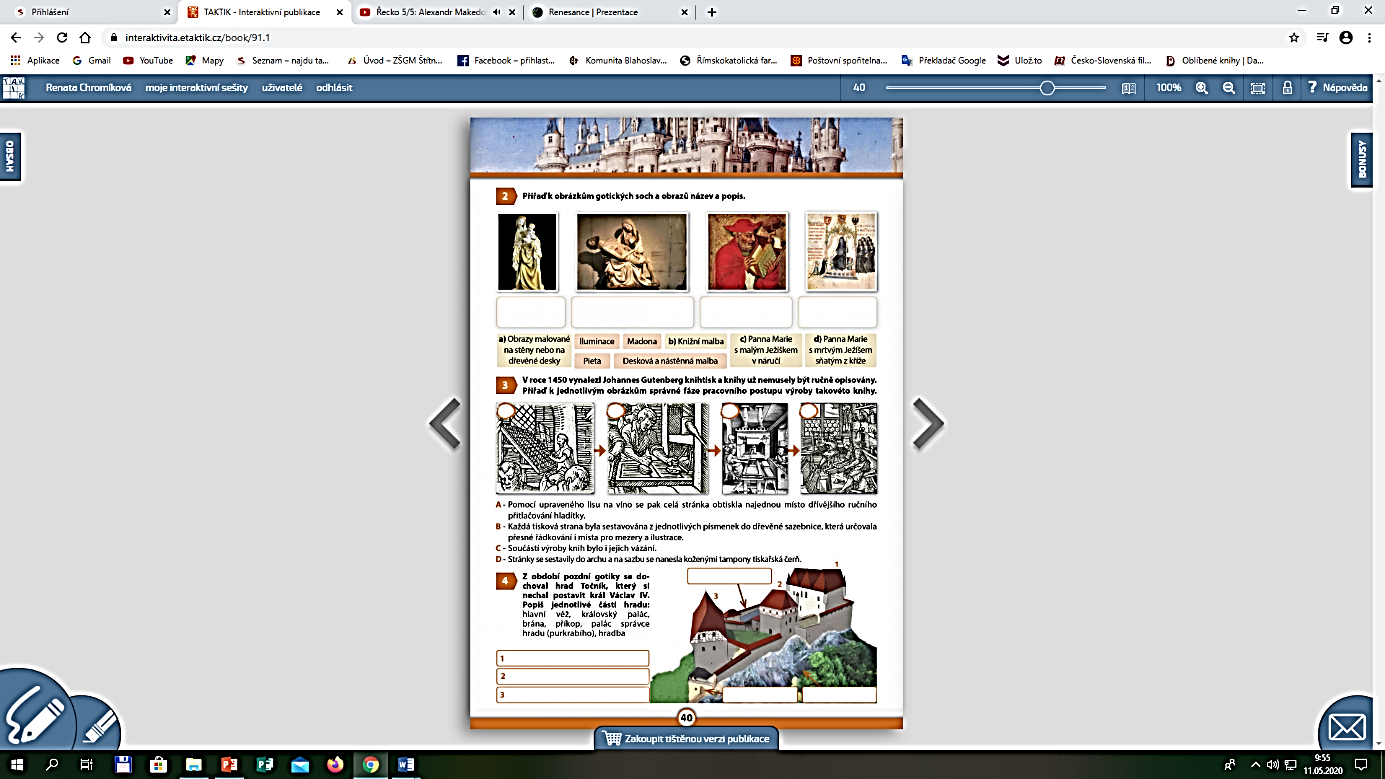 Přihlášení
TAKTIK - Interaktivní publikace
Řecko 5/5: Alexandr Makedo
Renesance | Prezentace
interaktivita.etaktik.cz/book/91.1
Aplikace Gmail YouTube Mapy Seznam – najdu ta... Úvod – ZŠGM Štítn... Facebook – přihlast... Komunita Blahoslav... Římskokatolická far... Poštovní spořitelna... Překladač Google Ulož.to Česko-Slovenská fil... Oblíbené knihy | Da...
TAKTIK
Renata Chromíková moje interaktivní sešity uživatelé odhlásit 40 100% ? Nápověda
OBSAH
BONUSY
2 Přiřaď k obrázkům gotických soch a obrazů název a popis.
a) Obrazy malované
na stěny nebo na
dřevěné desky
Iluminace Madona b) Knižní malba
Pieta Desková a nástěnná malba
c) Panna Marie
s malým Ježíškem
v náručí
d) Panna Marie
s mrtvým Ježíšem
sňatým z kříže
3 V roce 1450 vynalezl Johannes Gutenberg knihtisk a knihy už nemusely být ručně opisovány.
Přiřaď k jednotlivým obrázkům správné fáze pracovního postupu výroby takovéto knihy.
A - Pomocí upraveného lisu na víno se pak celá stránka obtiskla najednou místo dřívějšího ručního
přitlačování hladítky.
B - Každá tisková strana byla sestavována z jednotlivých písmenek do dřevěné sazebnice, která určovala
přesné řádkování i místa pro mezery a ilustrace.
C - Součástí výroby knih bylo i jejich vázání.
D - Stránky se sestavily do archu a na sazbu se nanesla koženými tampony tiskařská čerň.
4 Z období pozdní gotiky se do-
choval hrad Točník, který si
nechal postavit král Václav IV.
Popiš jednotlivé části hradu:
hlavní věž, královský palác,
brána, příkop, palác správce
hradu (purkrabího), hradba
1
2
3
1
2
3
40
Zakoupit tištěnou verzi publikace
9:55
11.05.2020